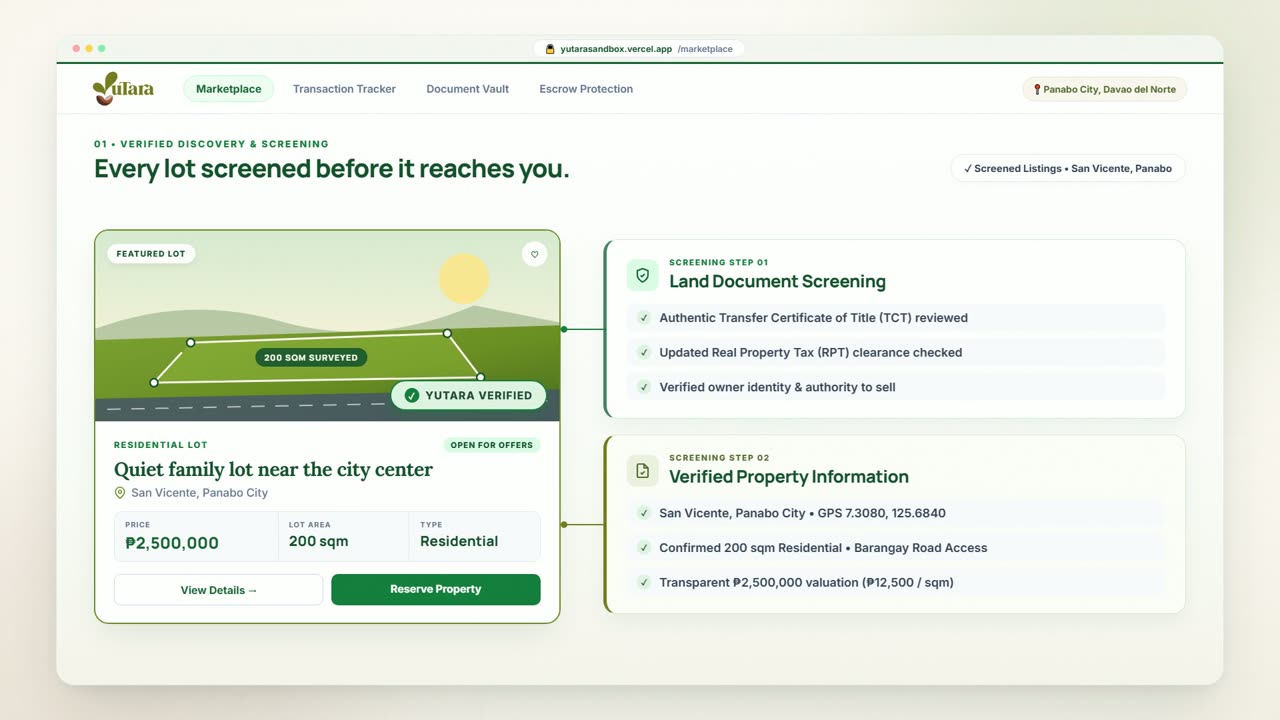 yutarasandbox.vercel.app /marketplace
Yutara
Marketplace
Transaction Tracker
Document Vault
Escrow Protection
Panabo City, Davao del Norte
01 • VERIFIED DISCOVERY & SCREENING
Every lot screened before it reaches you.
✓ Screened Listings • San Vicente, Panabo
FEATURED LOT
200 SQM SURVEYED
YUTARA VERIFIED
RESIDENTIAL LOT
OPEN FOR OFFERS
Quiet family lot near the city center
San Vicente, Panabo City
PRICE
₱2,500,000
LOT AREA
200 sqm
TYPE
Residential
View Details →
Reserve Property
SCREENING STEP 01
Land Document Screening
Authentic Transfer Certificate of Title (TCT) reviewed
Updated Real Property Tax (RPT) clearance checked
Verified owner identity & authority to sell
SCREENING STEP 02
Verified Property Information
San Vicente, Panabo City • GPS 7.3080, 125.6840
Confirmed 200 sqm Residential • Barangay Road Access
Transparent ₱2,500,000 valuation (₱12,500 / sqm)